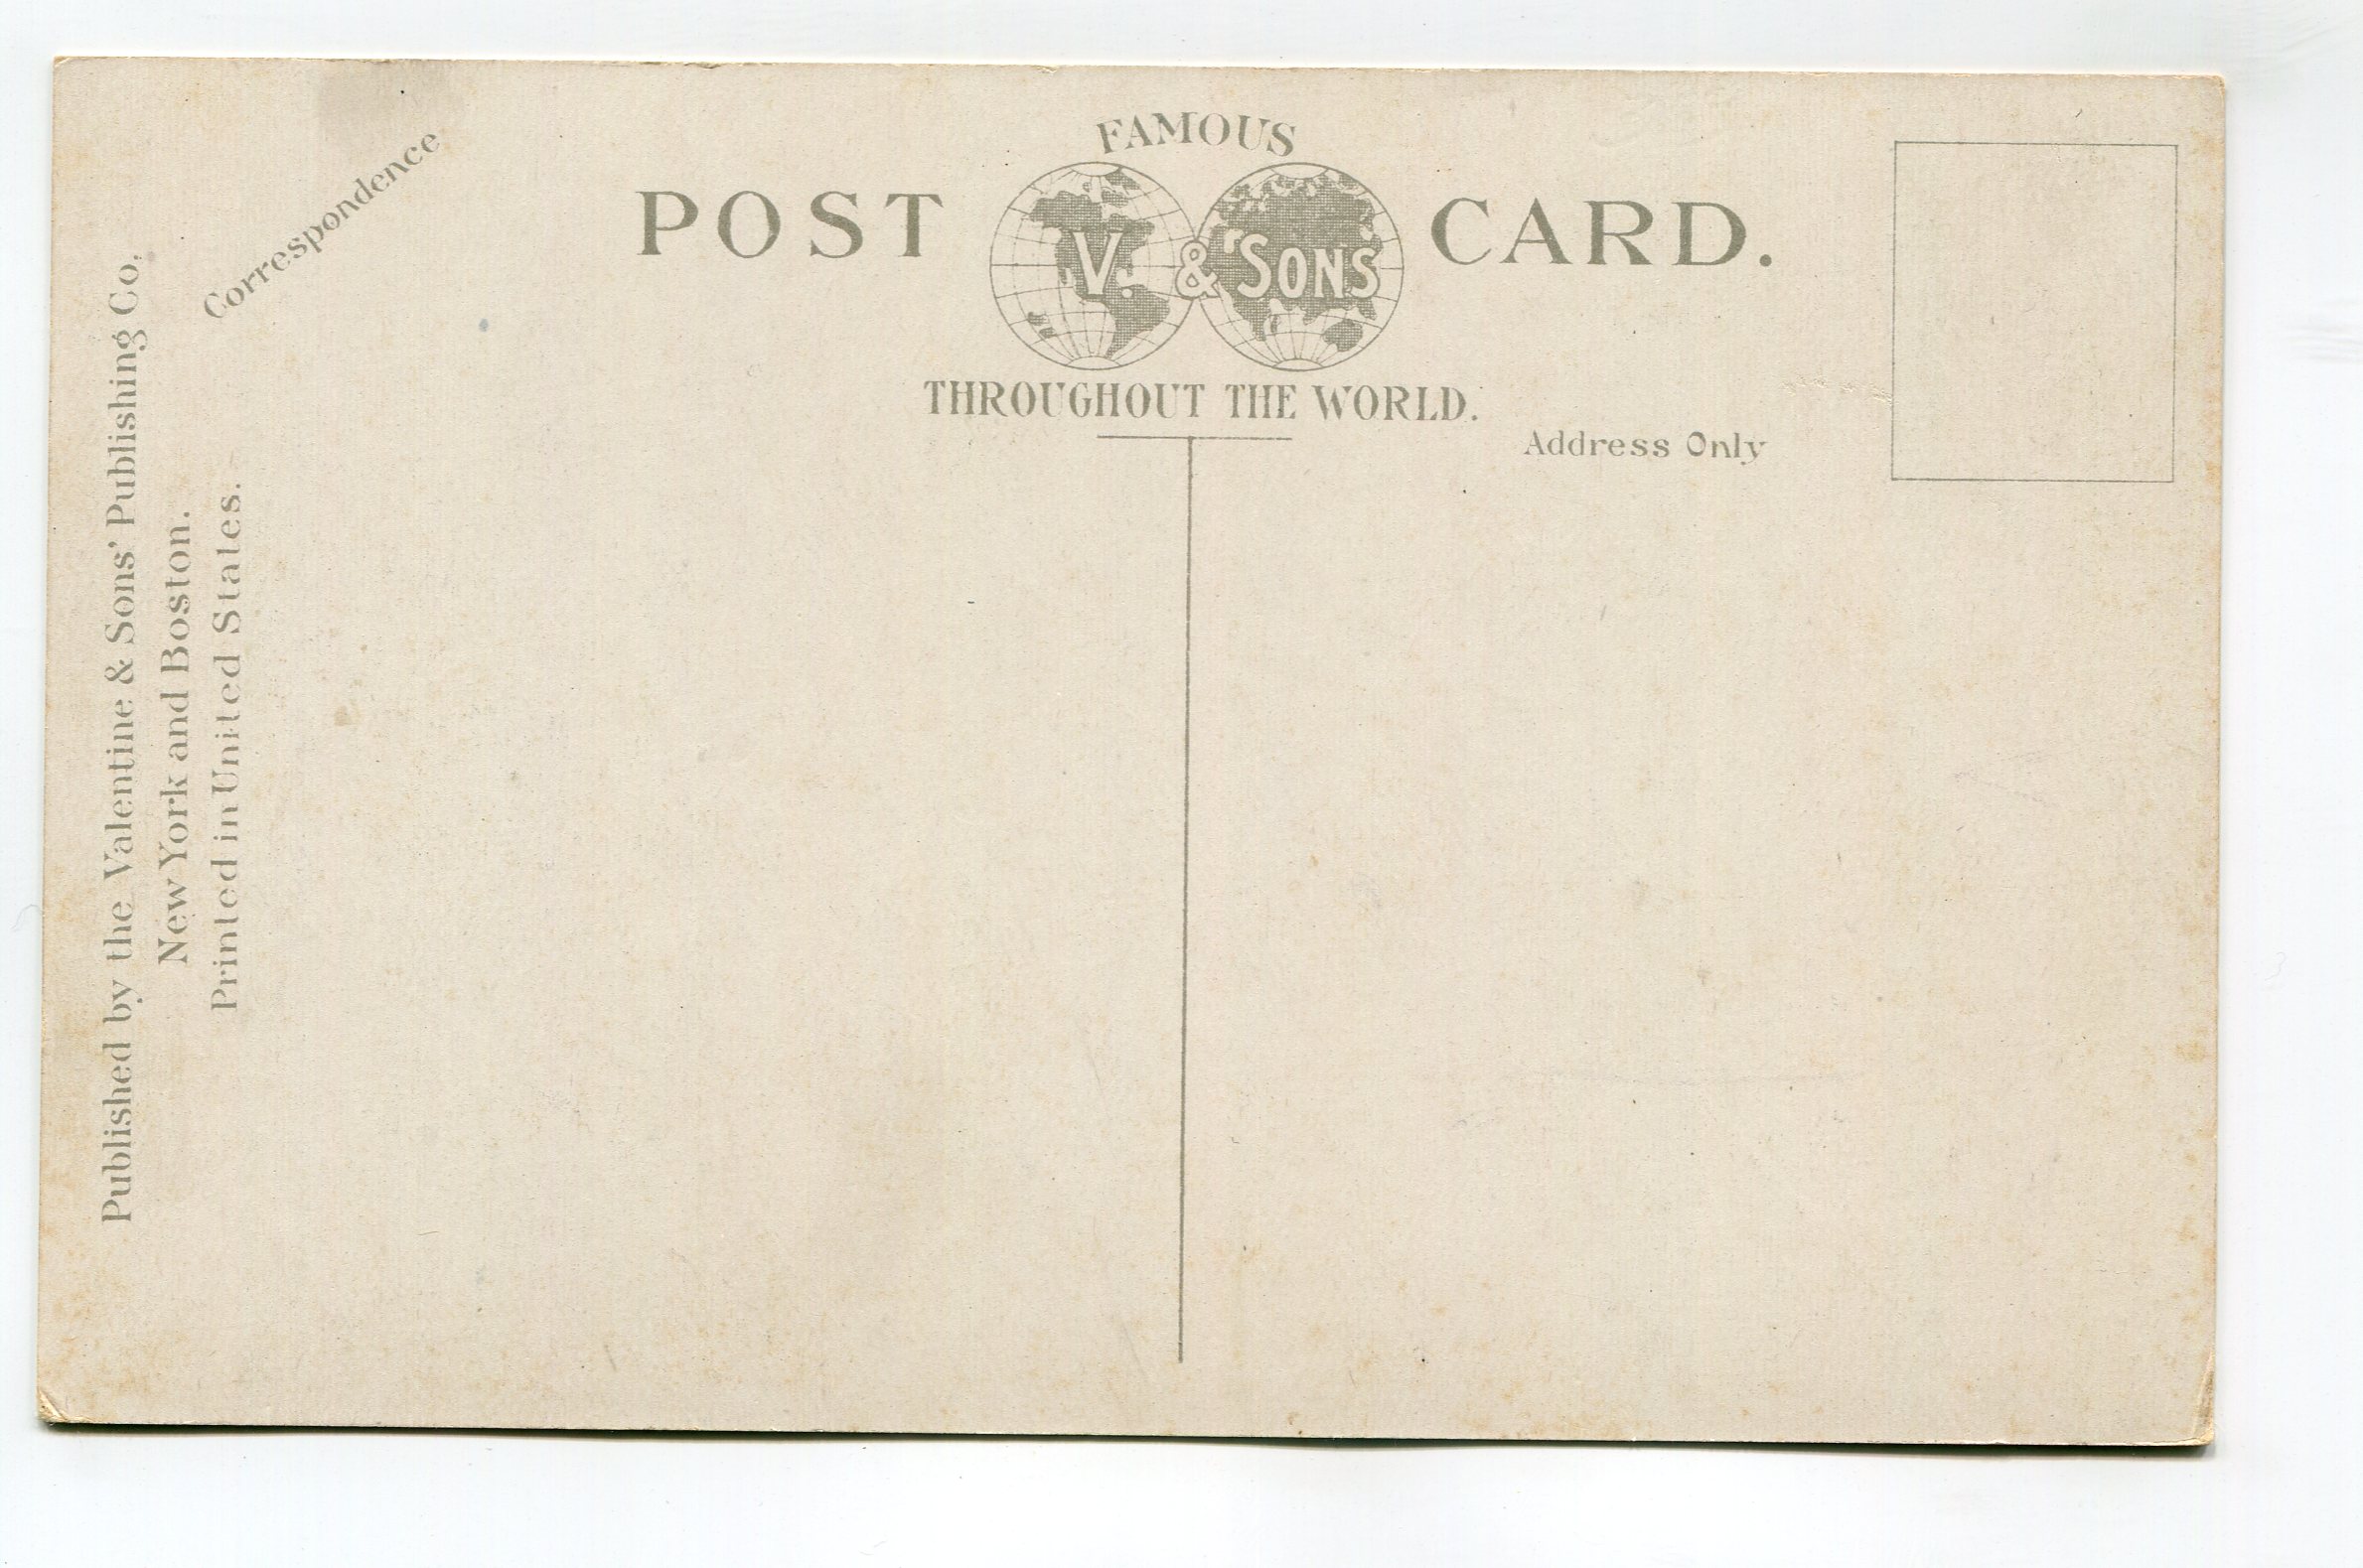 FAMOUS
POST V. & SONS CARD.
THROUGHOUT THE WORLD.
Correspondence
Address Only
Published by the Valentine & Sons' Publishing Co.
New York and Boston.
Printed in United States.